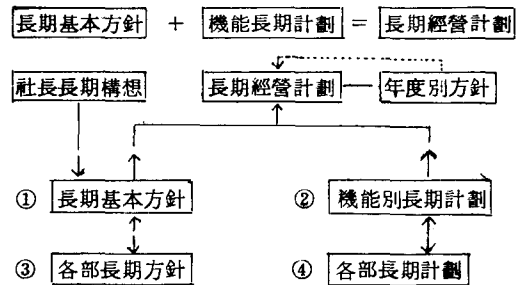 長期基本方針 + 機能長期計劃 = 長期經營計劃
社長長期構想 長期經營計劃 年度別方針
① 長期基本方針 ② 機能別長期計劃
③ 各部長期方針 ④ 各部長期計劃